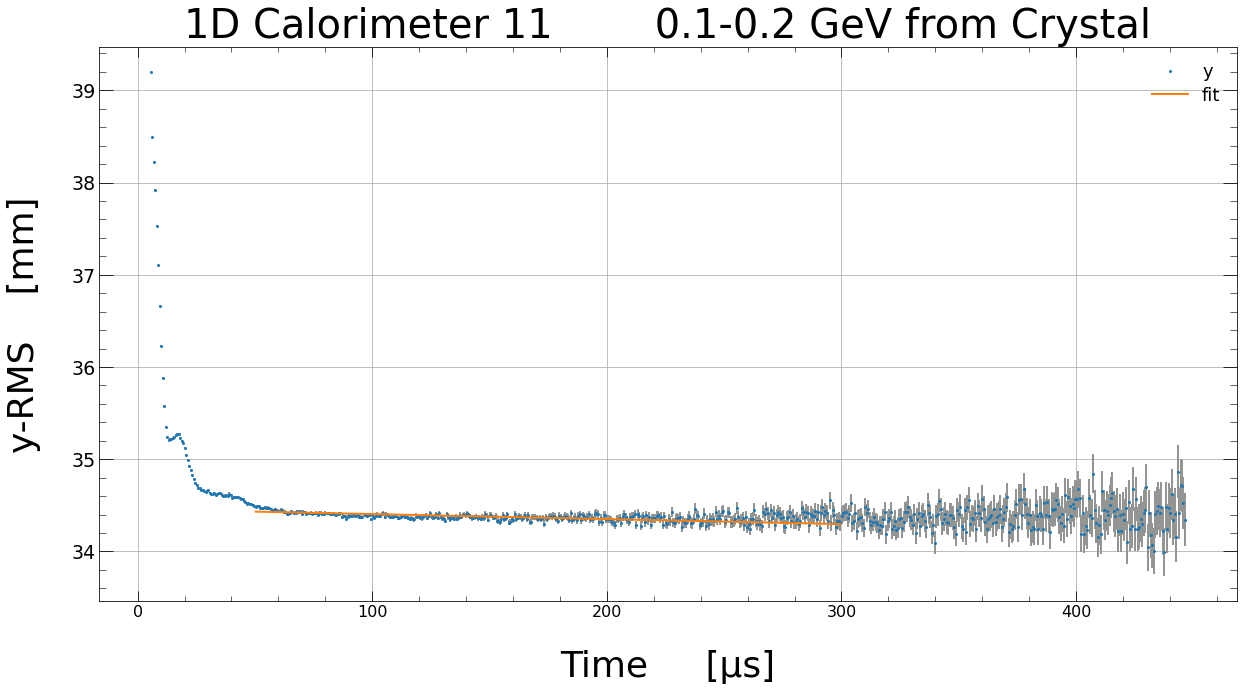 1D Calorimeter 11 0.1-0.2 GeV from Crystal
y
fit
39
38
37
36
35
34
y-RMS [mm]
0 100 200 300 400
Time [µs]